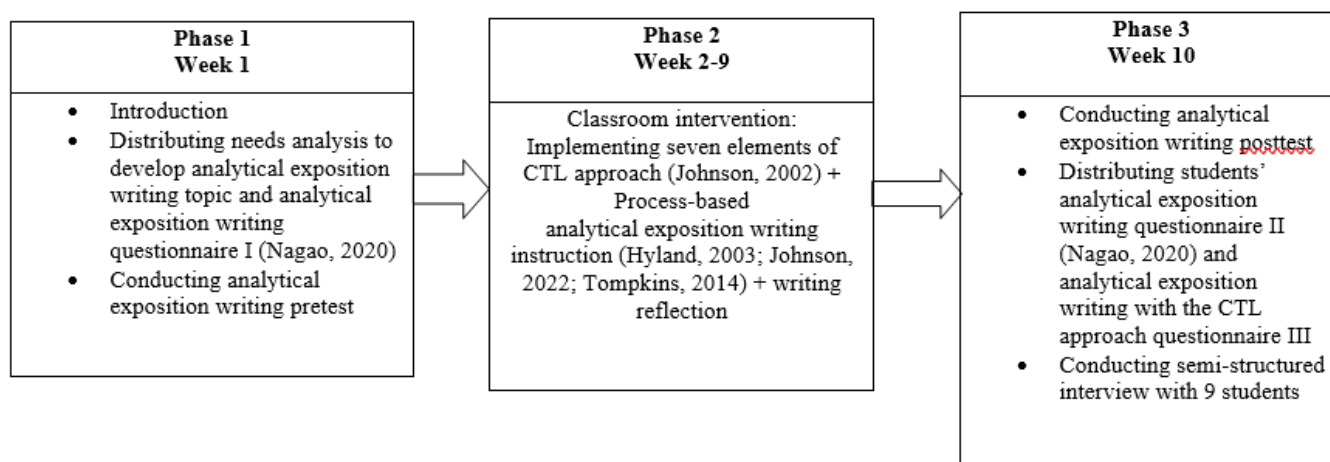 Phase 1
Week 1
• Introduction
• Distributing needs analysis to
develop analytical exposition
writing topic and analytical
exposition writing
questionnaire I (Nagao, 2020)
• Conducting analytical
exposition writing pretest
Phase 2
Week 2-9
Classroom intervention:
Implementing seven elements of
CTL approach (Johnson, 2002) +
Process-based
analytical exposition writing
instruction (Hyland, 2003; Johnson,
2022; Tompkins, 2014) + writing
reflection
Phase 3
Week 10
• Conducting analytical
exposition writing posttest
• Distributing students’
analytical exposition
writing questionnaire II
(Nagao, 2020) and
analytical exposition
writing with the CTL
approach questionnaire III
• Conducting semi-structured
interview with 9 students